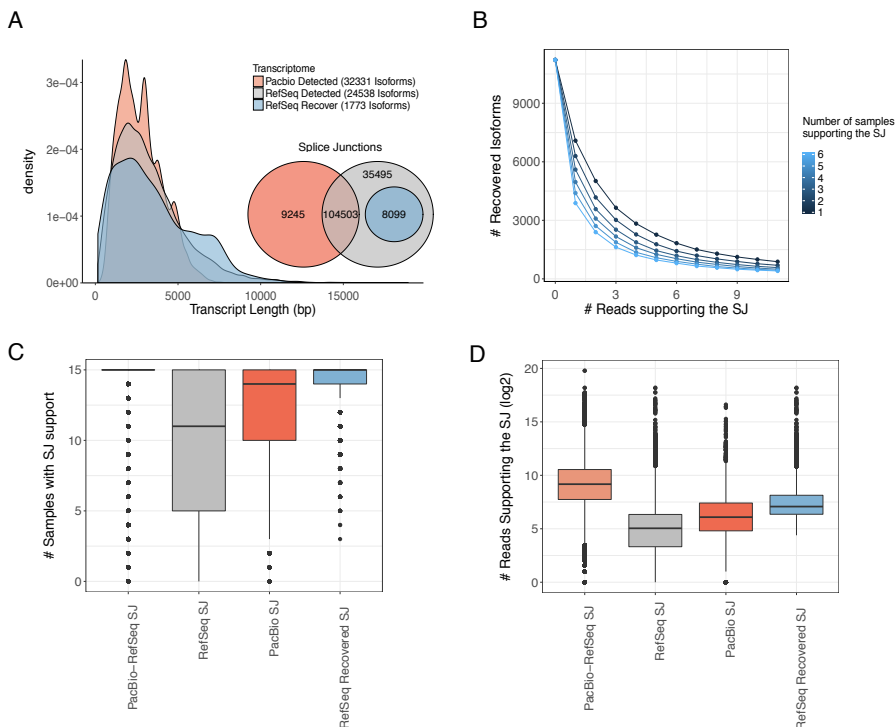 A
3e−04
2e−04
1e−04
0e+00
density
0
5000
10000
15000
Transcript Length (bp)
Transcriptome
Pacbio Detected (32331 Isoforms)
RefSeq Detected (24538 Isoforms)
RefSeq Recover (1773 Isoforms)
Splice Junctions
35495
9245
104503
8099
B
9000
6000
3000
0
# Recovered Isoforms
0
3
6
9
# Reads supporting the SJ
Number of samples
supporting the SJ
6
5
4
3
2
1
C
15
10
5
0
# Samples with SJ support
PacBio−RefSeq SJ
RefSeq SJ
PacBio SJ
RefSeq Recovered SJ
D
20
15
10
5
0
# Reads Supporting the SJ (log2)
PacBio−RefSeq SJ
RefSeq SJ
PacBio SJ
RefSeq Recovered SJ